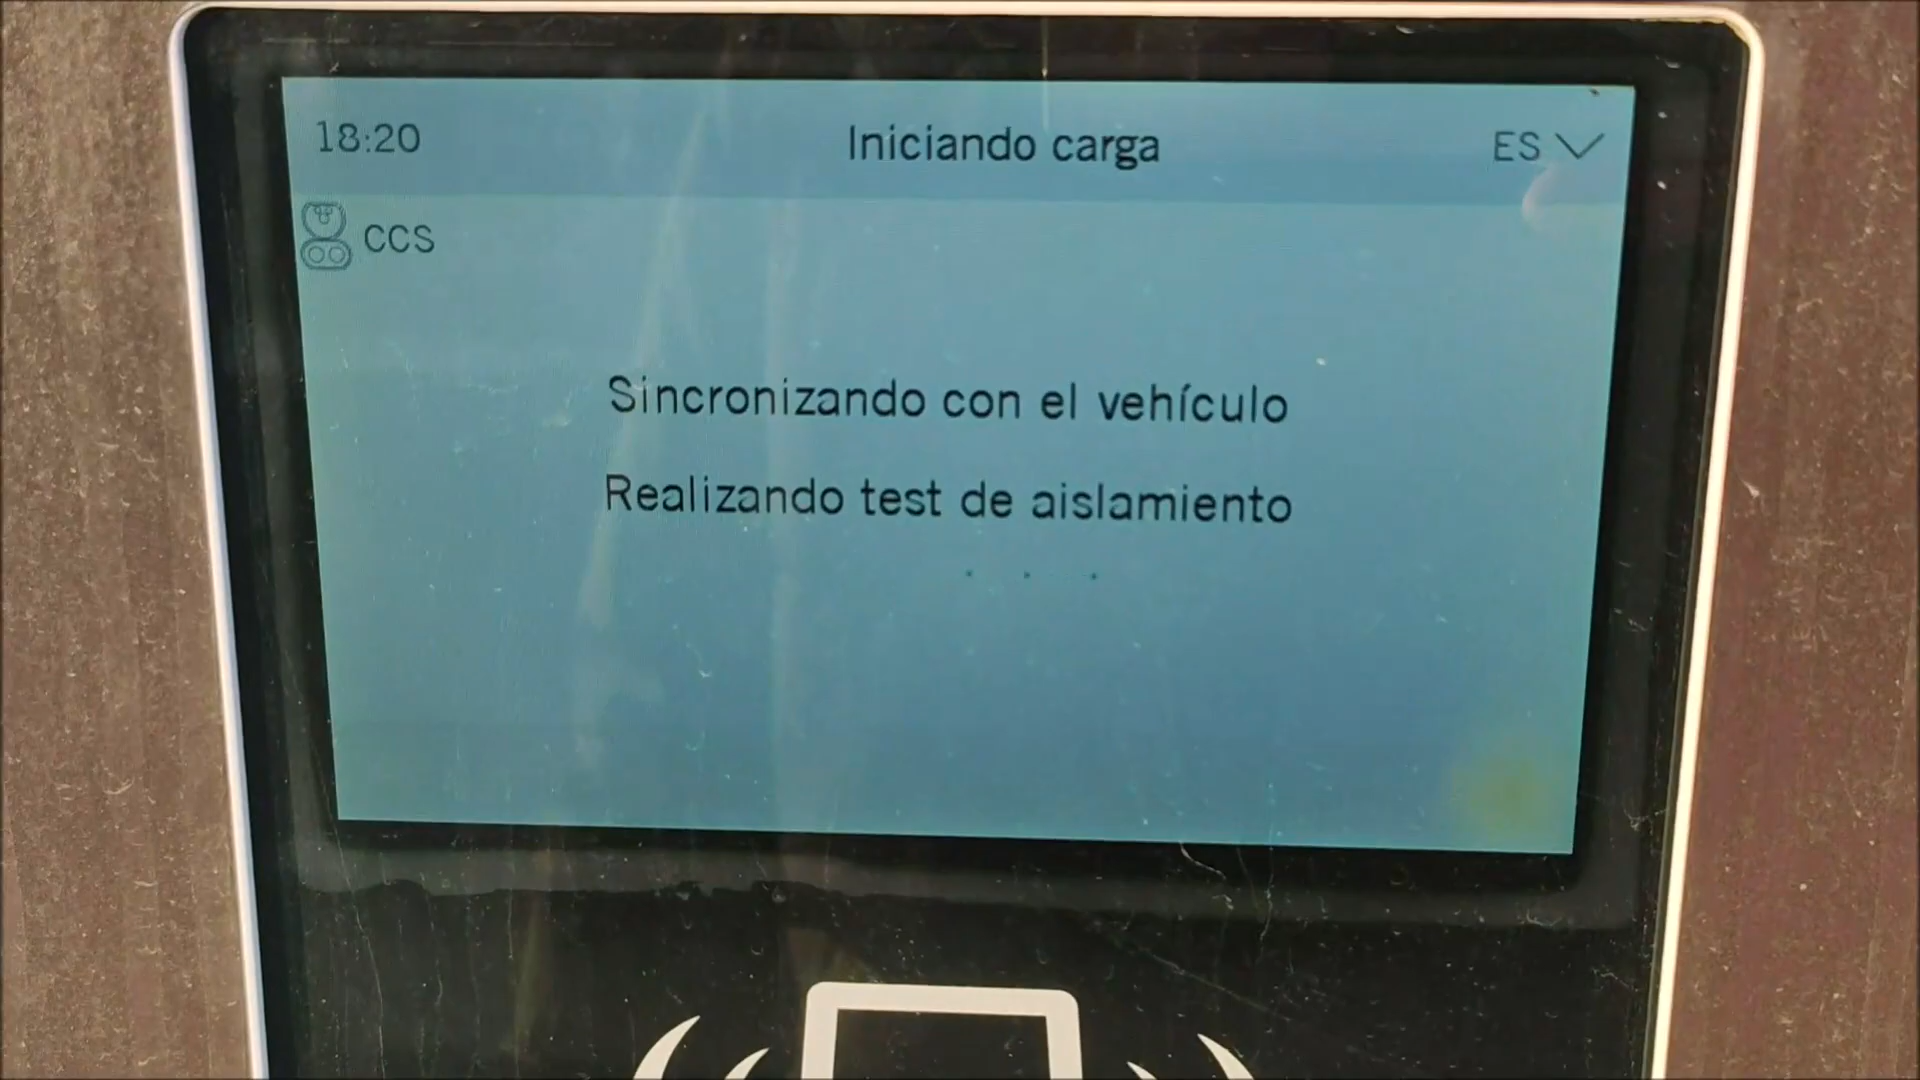 18:20 Iniciando carga ES
CCS
Sincronizando con el vehículo
Realizando test de aislamiento
. . .